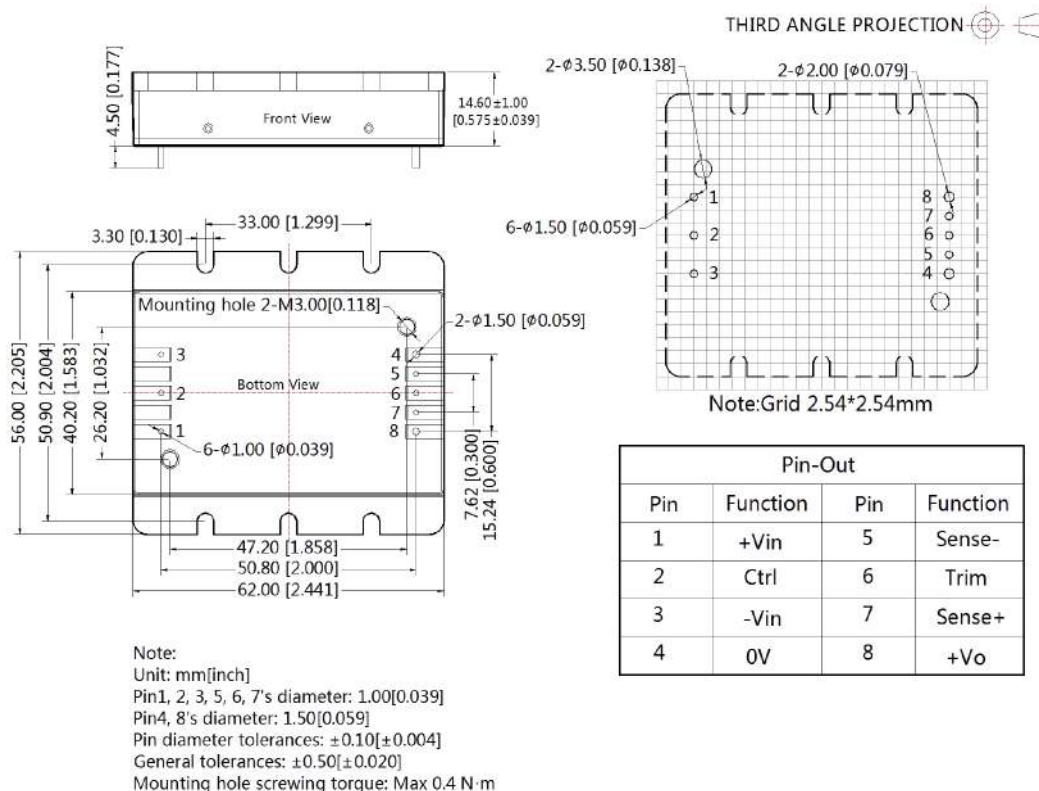 THIRD ANGLE PROJECTION
4.50 [0.177]
Front View
14.60±1.00
[0.575±0.039]
2-ϕ3.50 [ϕ0.138]
2-ϕ2.00 [ϕ0.079]
6-ϕ1.50 [ϕ0.059]
1
2
3
8
7
6
5
4
Note:Grid 2.54*2.54mm
33.00 [1.299]
3.30 [0.130]
Mounting hole 2-M3.00[0.118]
2-ϕ1.50 [ϕ0.059]
56.00 [2.205]
50.90 [2.004]
40.20 [1.583]
26.20 [1.032]
Bottom View
3
2
1
4
5
6
7
8
6-ϕ1.00 [ϕ0.039]
7.62 [0.300]
15.24 [0.600]
47.20 [1.858]
50.80 [2.000]
62.00 [2.441]
Pin-Out
Pin Function Pin Function
1 +Vin 5 Sense-
2 Ctrl 6 Trim
3 -Vin 7 Sense+
4 0V 8 +Vo
Note:
Unit: mm[inch]
Pin1, 2, 3, 5, 6, 7's diameter: 1.00[0.039]
Pin4, 8's diameter: 1.50[0.059]
Pin diameter tolerances: ±0.10[±0.004]
General tolerances: ±0.50[±0.020]
Mounting hole screwing torque: Max 0.4 N·m